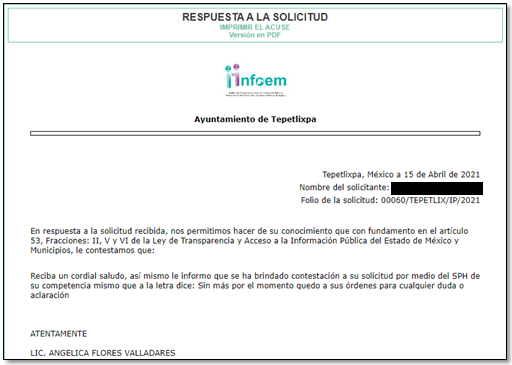 RESPUESTA A LA SOLICITUD
IMPRIMIR EL ACUSE
Versión en PDF
infoem
Ayuntamiento de Tepetlixpa
Tepetlixpa, México a 15 de Abril de 2021
Nombre del solicitante:
Folio de la solicitud: 00060/TEPETLIX/IP/2021
En respuesta a la solicitud recibida, nos permitimos hacer de su conocimiento que con fundamento en el artículo
53, Fracciones: II, V y VI de la Ley de Transparencia y Acceso a la Información Pública del Estado de México y
Municipios, le contestamos que:
Reciba un cordial saludo, así mismo le informo que se ha brindado contestación a su solicitud por medio del SPH de
su competencia mismo que a la letra dice: Sin más por el momento quedo a sus órdenes para cualquier duda o
aclaración
ATENTAMENTE
LIC. ANGELICA FLORES VALLADARES